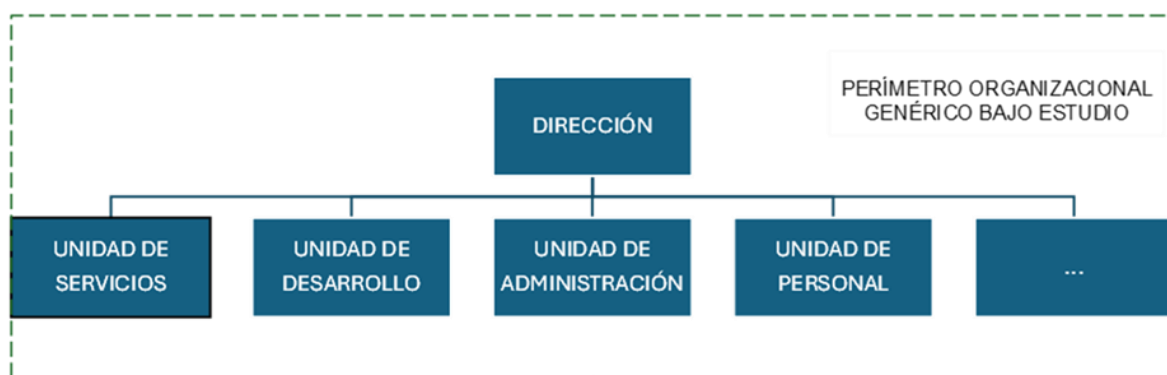 PERÍMETRO ORGANIZACIONAL
GENÉRICO BAJO ESTUDIO
DIRECCIÓN
UNIDAD DE
SERVICIOS
UNIDAD DE
DESARROLLO
UNIDAD DE
ADMINISTRACIÓN
UNIDAD DE
PERSONAL
...